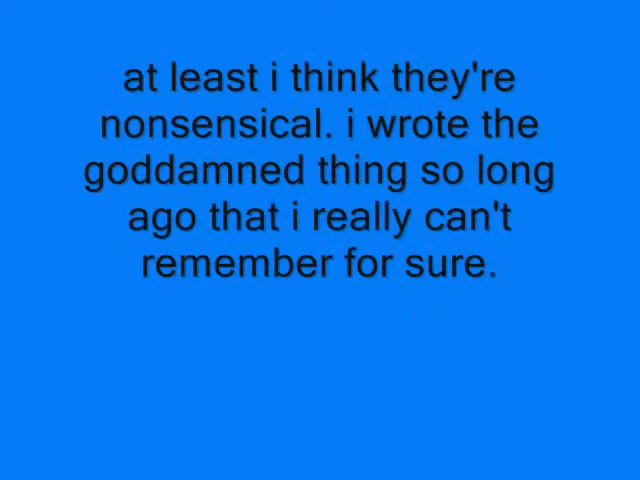 at least i think they're
nonsensical. i wrote the
goddamned thing so long
ago that i really can't
remember for sure.